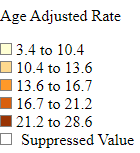 Age Adjusted Rate
3.4 to 10.4
10.4 to 13.6
13.6 to 16.7
16.7 to 21.2
21.2 to 28.6
Suppressed Value